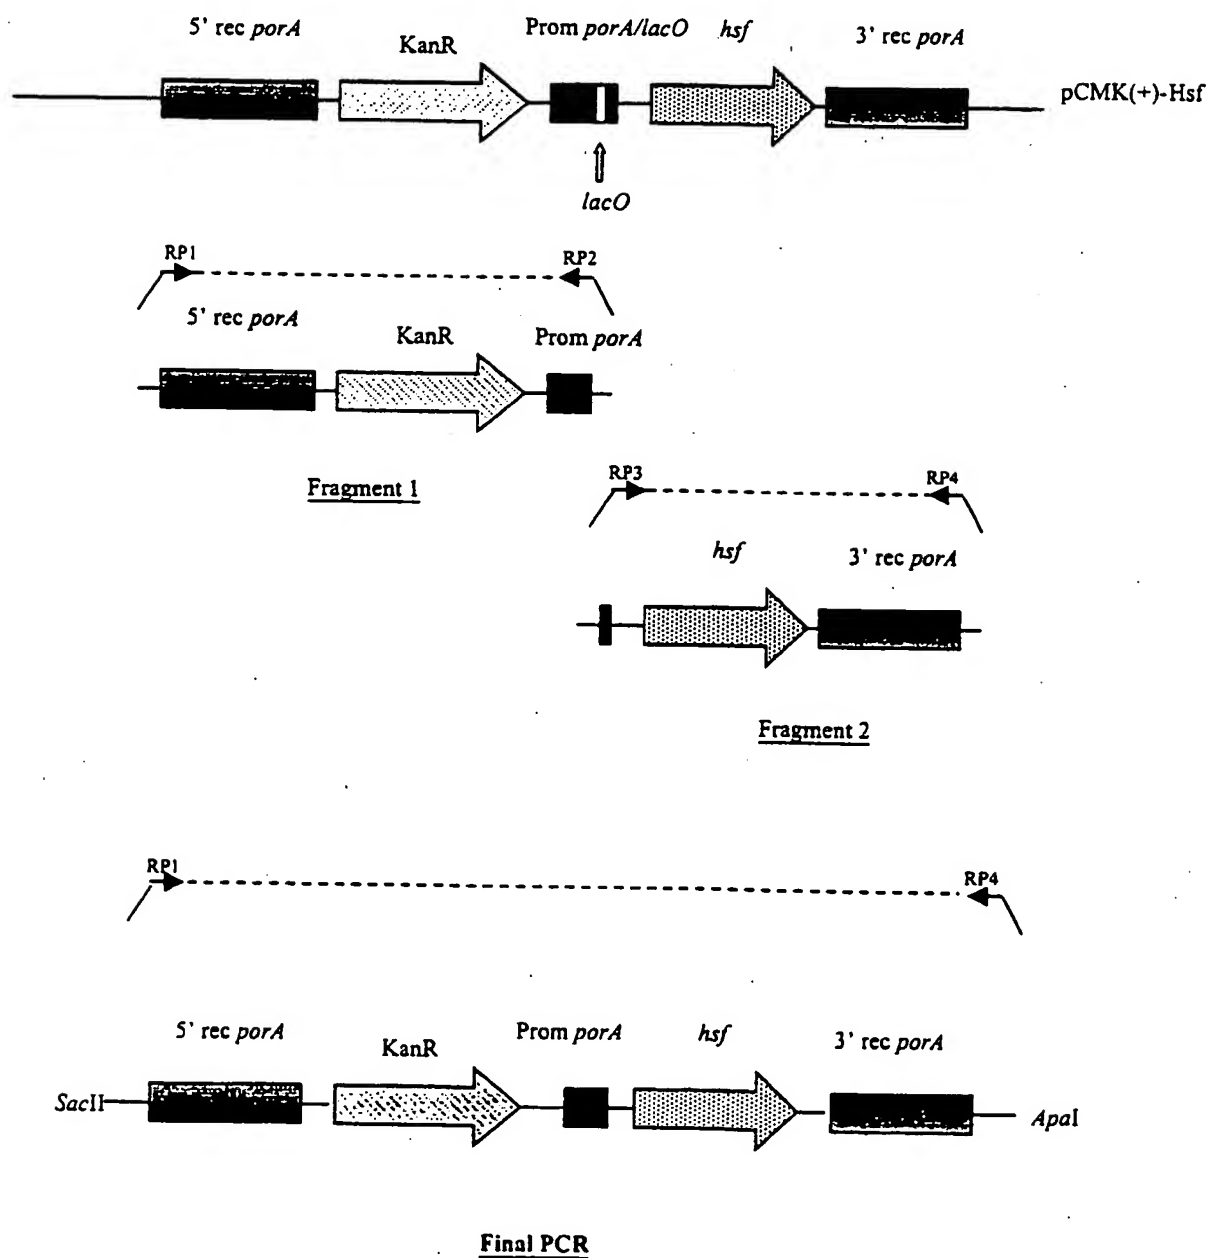 5' rec porA
KanR
Prom porA/lacO
hsf
3' rec porA
pCMK(+)-Hsf
lacO
RP1
RP2
5' rec porA
KanR
Prom porA
Fragment 1
RP3
RP4
hsf
3' rec porA
Fragment 2
RP1
RP4
5' rec porA
KanR
Prom porA
hsf
3' rec porA
SacII
ApaI
Final PCR